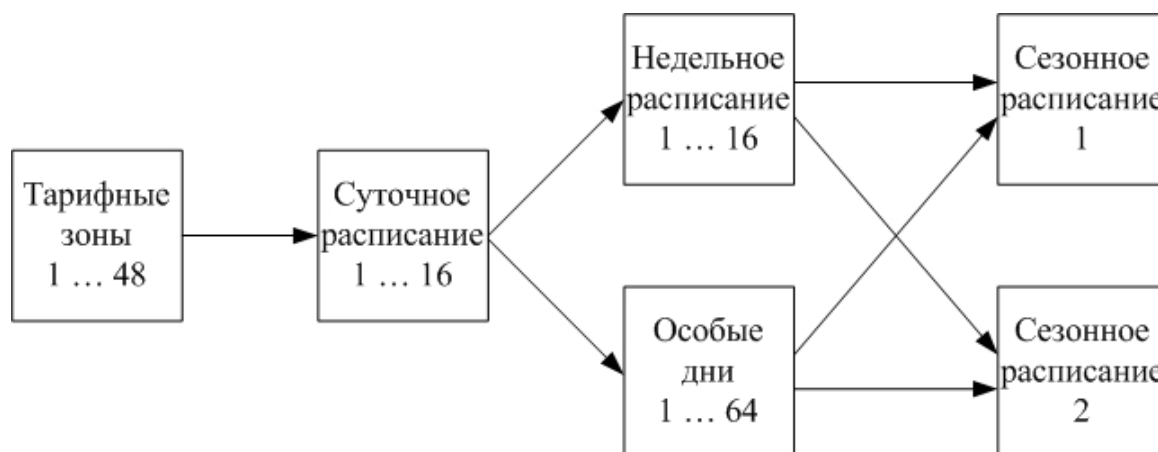 Тарифные
зоны
1 … 48
Суточное
расписание
1 … 16
Недельное
расписание
1 … 16
Особые
дни
1 … 64
Сезонное
расписание
1
Сезонное
расписание
2